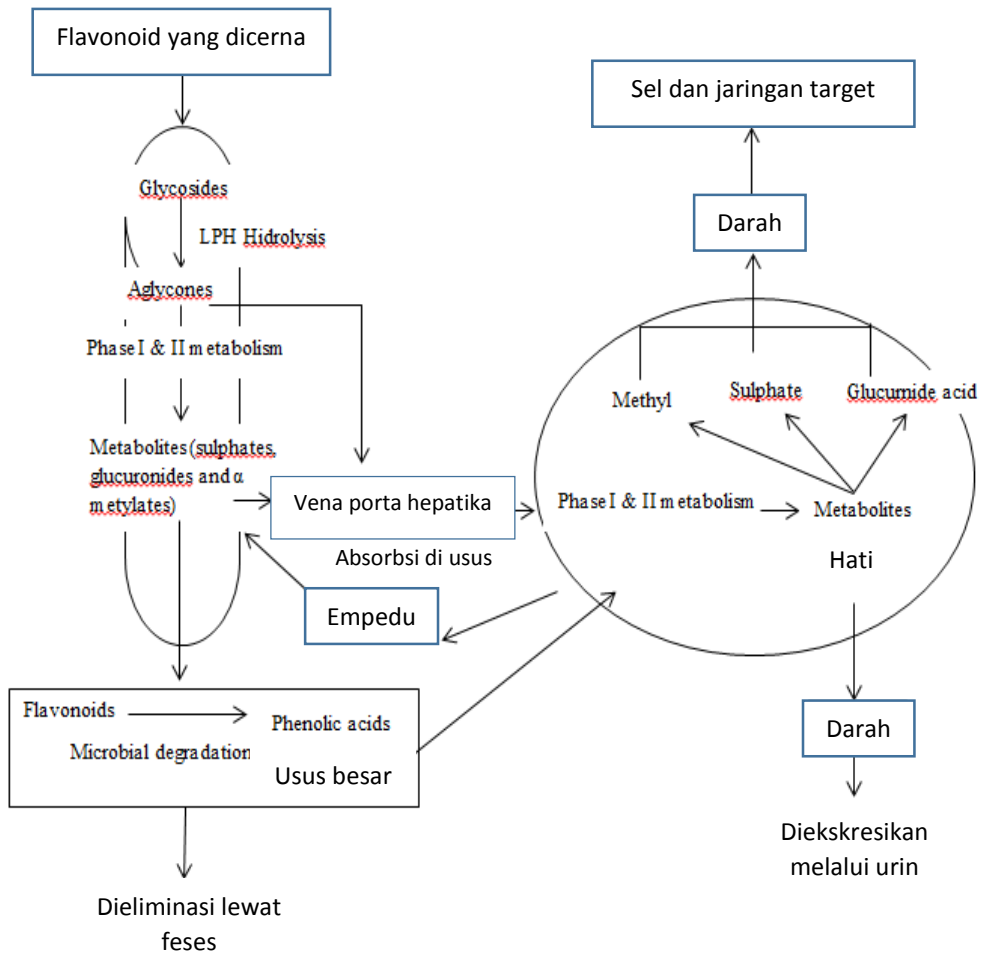 Flavonoid yang dicerna
Glycosides
LPH Hidrolysis
Aglycones
Phase I & II metabolism
Metabolites (sulphates,
glucuronides and α
metylates)
Vena porta hepatika
Absorbsi di usus
Empedu
Flavonoids
Phenolic acids
Microbial degradation
Usus besar
Dieliminasi lewat
feses
Sel dan jaringan target
Darah
Methyl
Sulphate
Glucurnide acid
Phase I & II metabolism
Metabolites
Hati
Darah
Diekskresikan
melalui urin